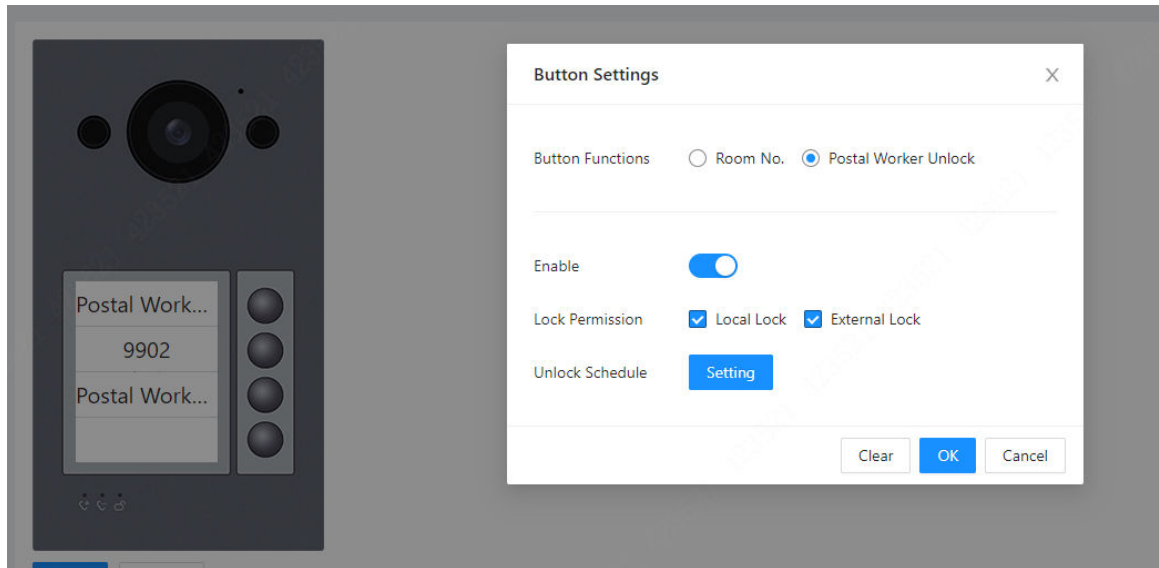 Postal Work...
9902
Postal Work...
Button Settings
Button Functions Room No. Postal Worker Unlock
Enable
Lock Permission Local Lock External Lock
Unlock Schedule Setting
Clear OK Cancel